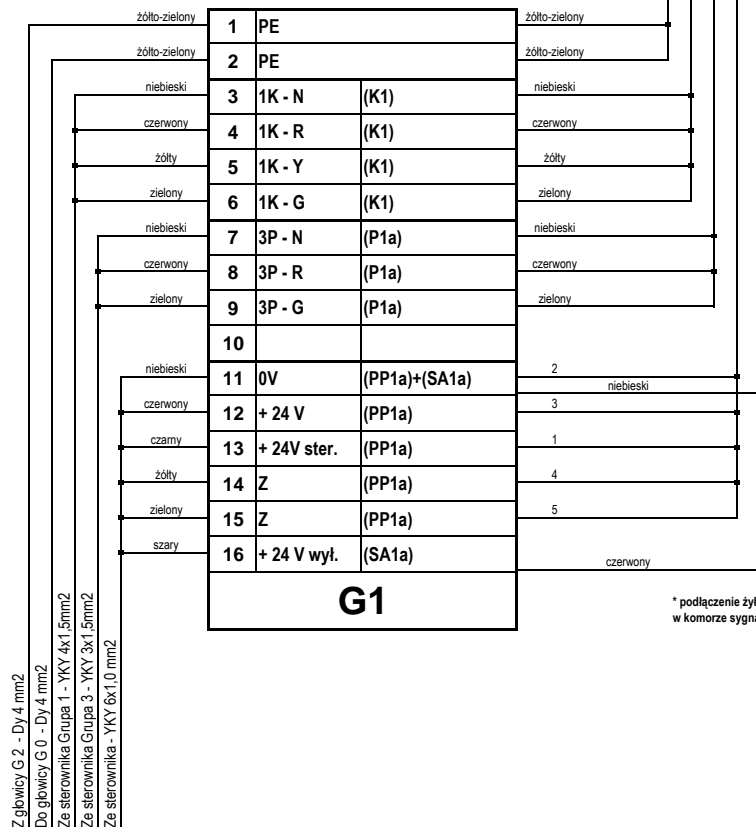 żółto-zielony 1 PE żółto-zielony
żółto-zielony 2 PE żółto-zielony
niebieski 3 1K - N (K1) niebieski
czerwony 4 1K - R (K1) czerwony
żółty 5 1K - Y (K1) żółty
zielony 6 1K - G (K1) zielony
niebieski 7 3P - N (P1a) niebieski
czerwony 8 3P - R (P1a) czerwony
zielony 9 3P - G (P1a) zielony
10
niebieski 11 0V (PP1a)+(SA1a) 2
niebieski
czerwony 12 + 24 V (PP1a) 3
czarny 13 + 24V ster. (PP1a) 1
żółty 14 Z (PP1a) 4
zielony 15 Z (PP1a) 5
szary 16 + 24 V wył. (SA1a) czerwony
G1
* podłączenie żył
w komorze sygna
Z głowicy G 2 - Dy 4 mm2
Do głowicy G 0 - Dy 4 mm2
Ze sterownika Grupa 1 - YKY 4x1,5mm2
Ze sterownika Grupa 3 - YKY 3x1,5mm2
Ze sterownika - YKY 6x1,0 mm2